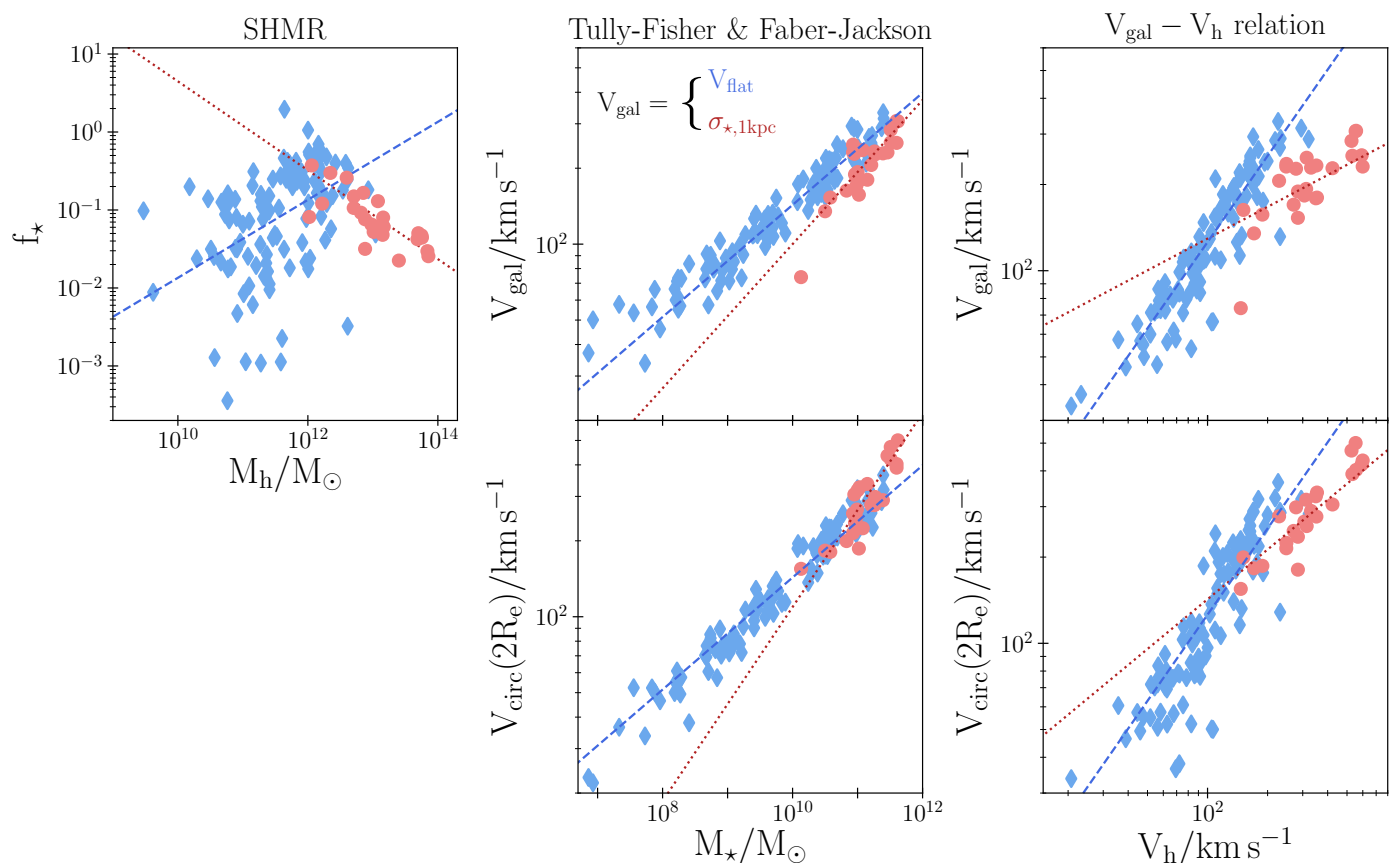 SHMR
Tully-Fisher & Faber-Jackson
V_gal − V_h relation
10^1
10^0
10^−1
10^−2
10^−3
f_⋆
10^10
10^12
10^14
M_h/M_⊙
V_gal = { V_flat
σ_⋆,1kpc
10^2
V_gal/km s^−1
10^2
V_gal/km s^−1
10^2
V_circ(2R_e)/km s^−1
10^8
10^10
10^12
M_⋆/M_⊙
10^2
V_circ(2R_e)/km s^−1
10^2
V_h/km s^−1